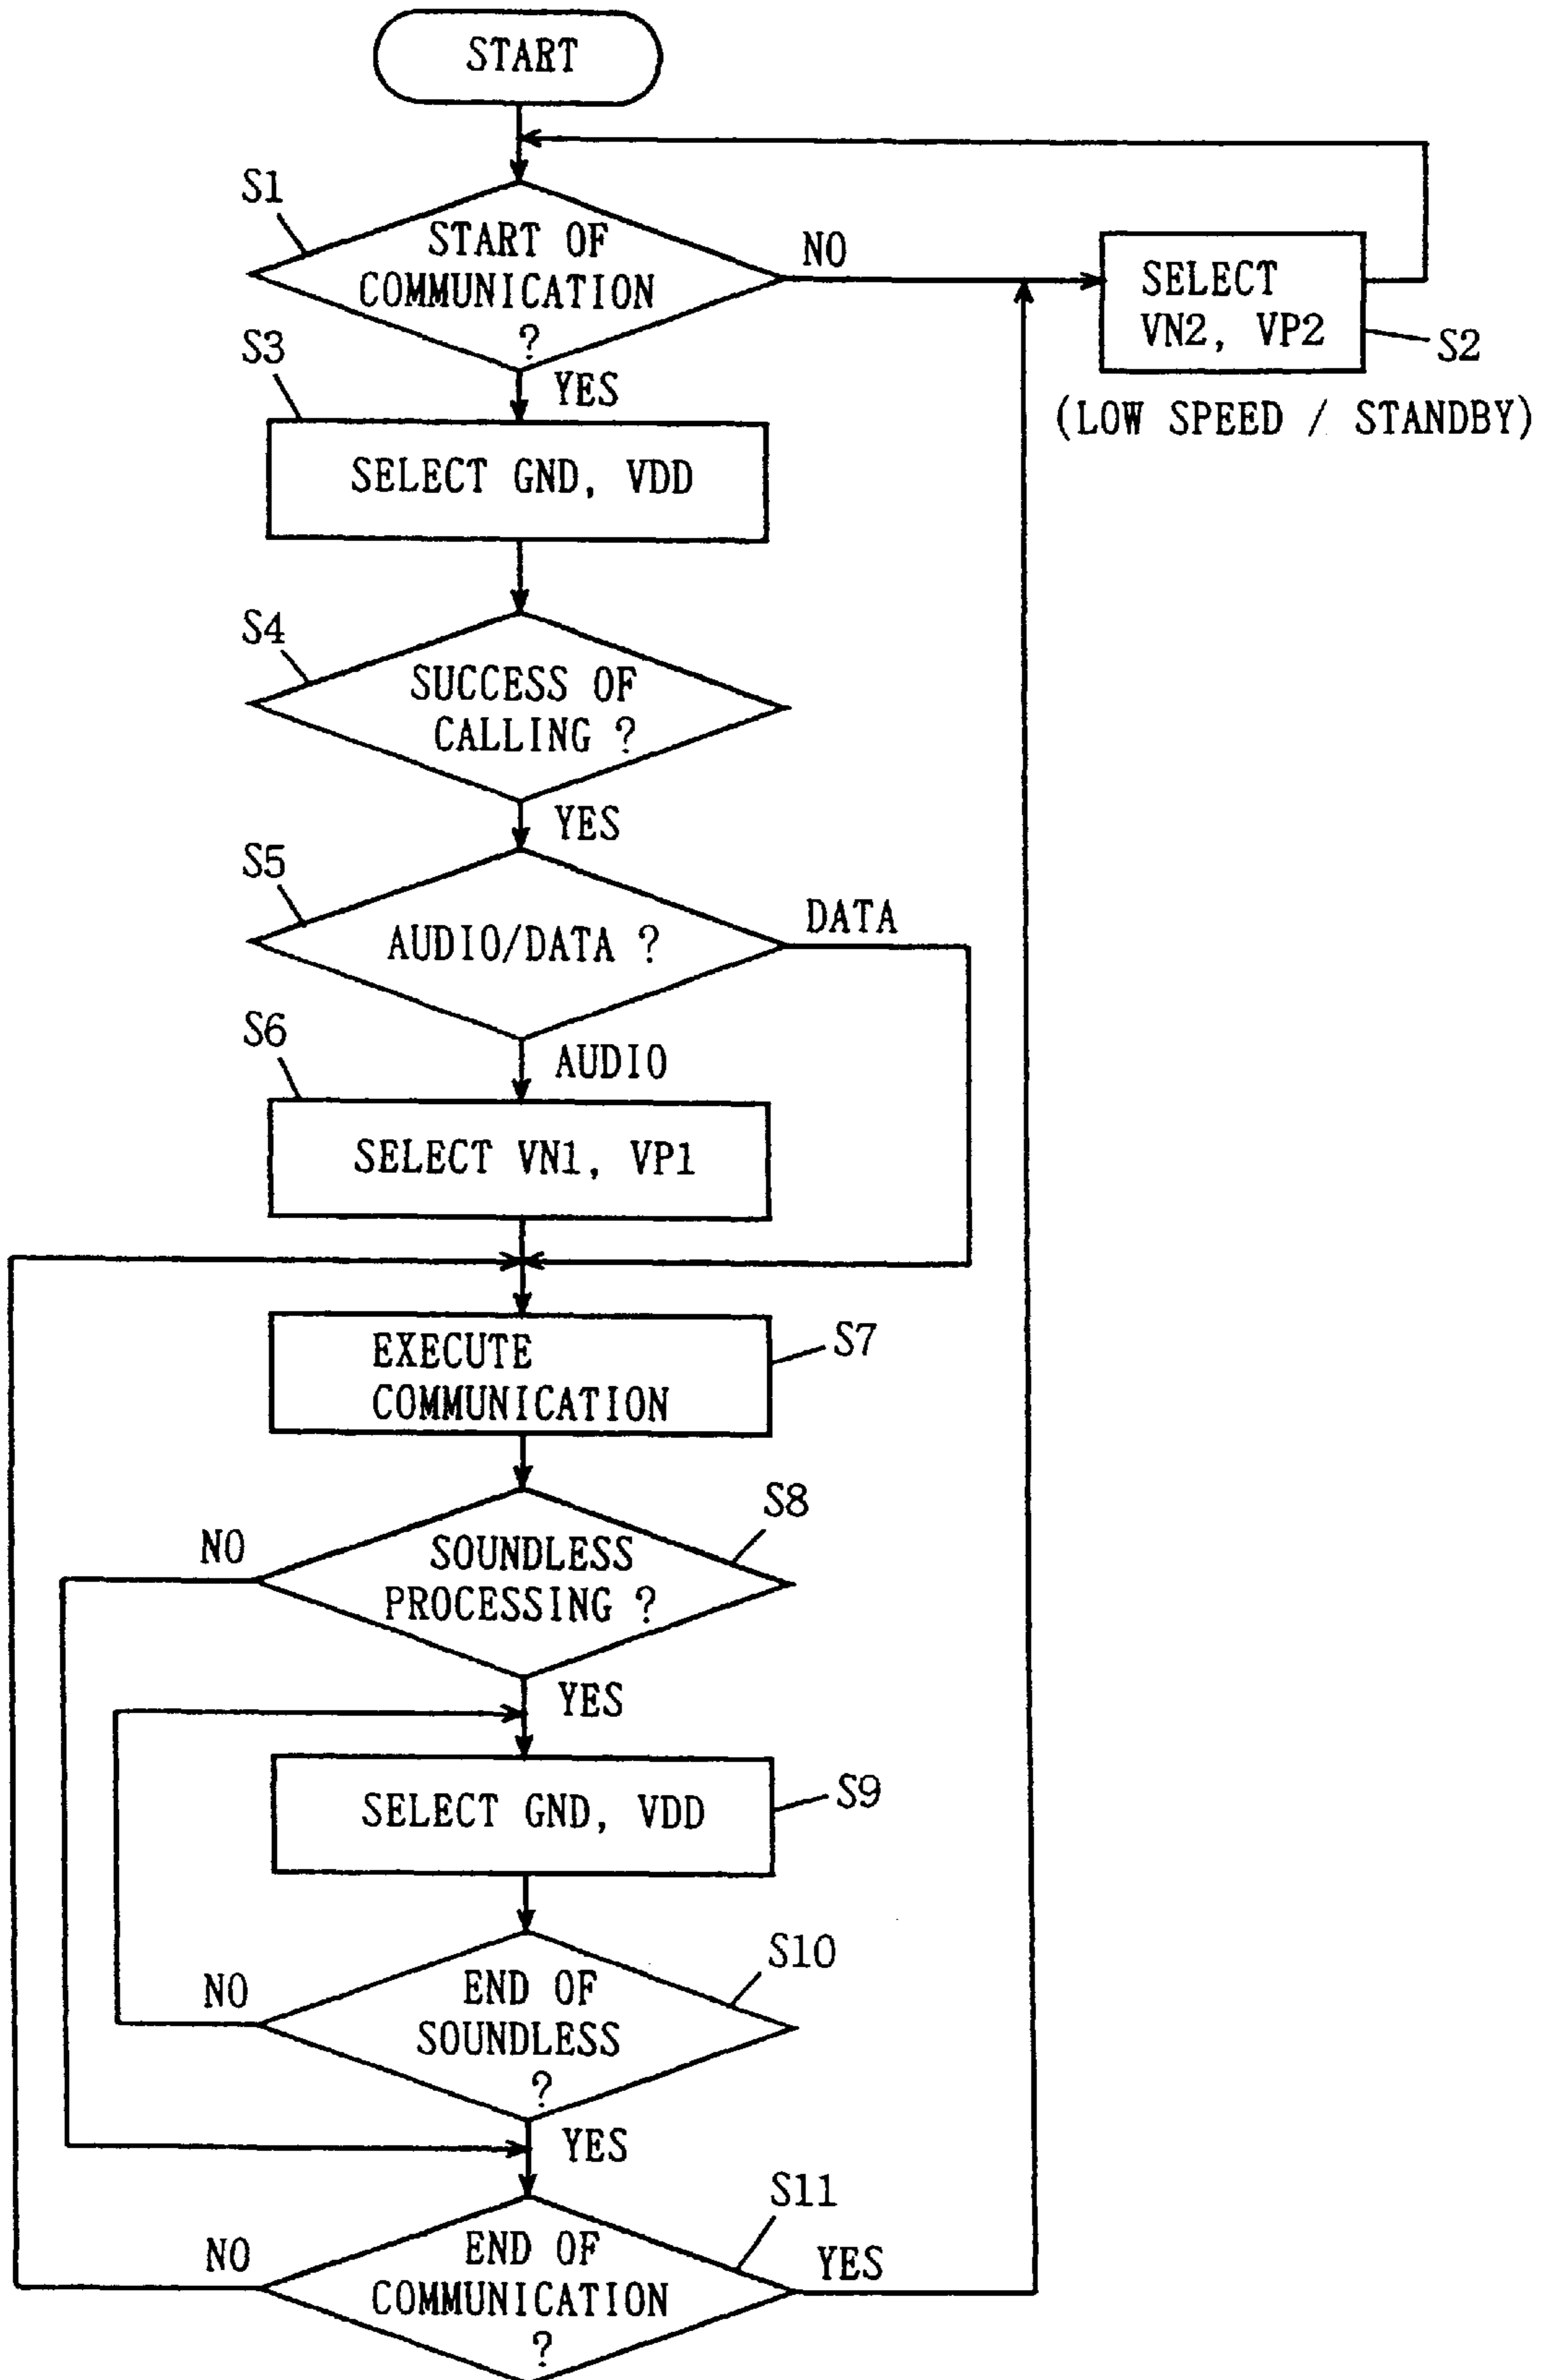 START
S1
START OF
COMMUNICATION
?
NO
SELECT
VN2, VP2
S2
(LOW SPEED / STANDBY)
YES
S3
SELECT GND, VDD
S4
SUCCESS OF
CALLING ?
YES
S5
AUDIO/DATA ?
DATA
S6
AUDIO
SELECT VN1, VP1
EXECUTE
COMMUNICATION
S7
S8
NO
SOUNDLESS
PROCESSING ?
YES
SELECT GND, VDD
S9
S10
NO
END OF
SOUNDLESS
?
YES
S11
NO
END OF
COMMUNICATION
?
YES